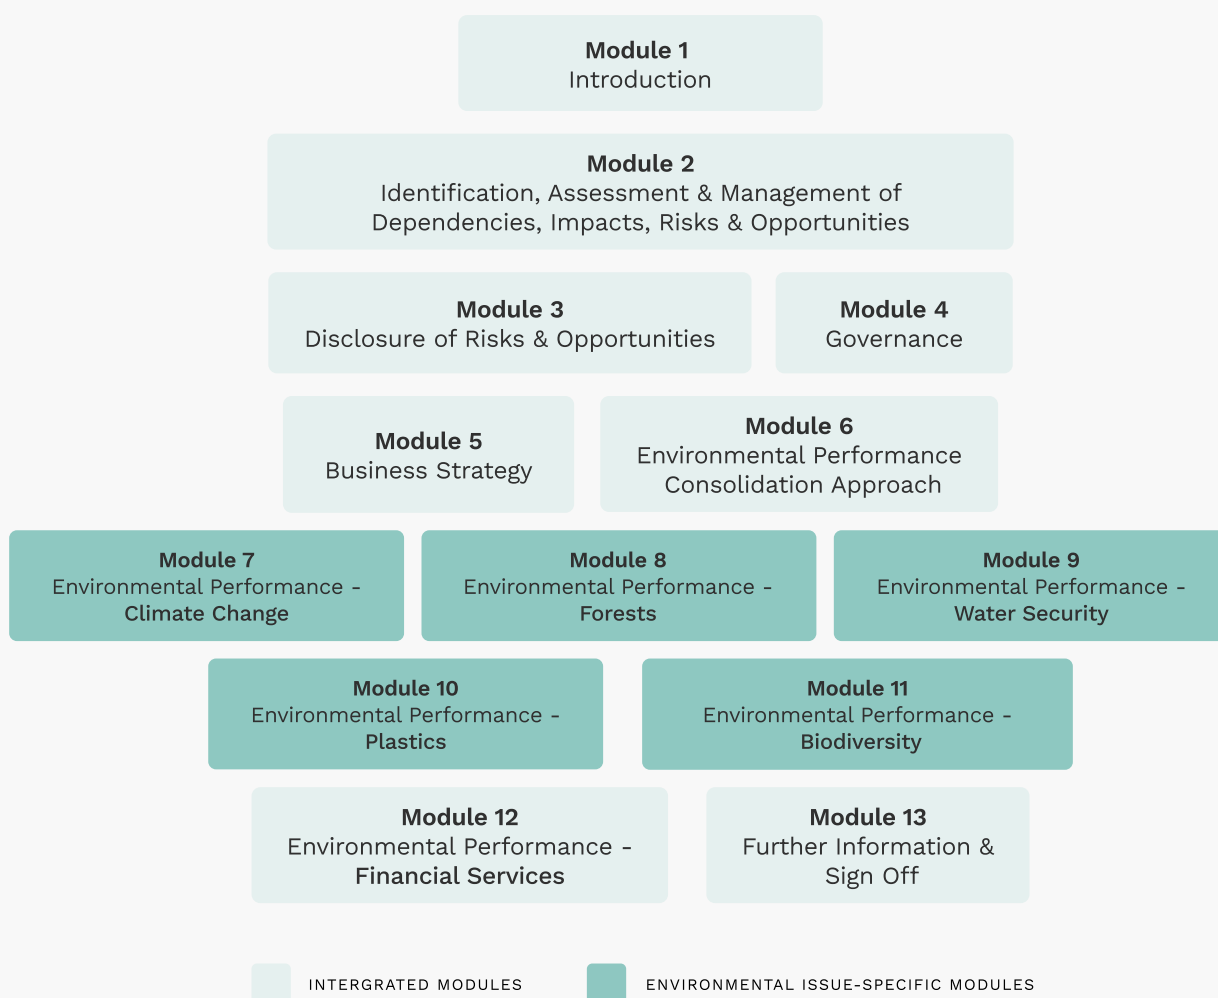 Module 1
Introduction
Module 2
Identification, Assessment & Management of
Dependencies, Impacts, Risks & Opportunities
Module 3
Disclosure of Risks & Opportunities
Module 4
Governance
Module 5
Business Strategy
Module 6
Environmental Performance
Consolidation Approach
Module 7
Environmental Performance -
Climate Change
Module 8
Environmental Performance -
Forests
Module 9
Environmental Performance -
Water Security
Module 10
Environmental Performance -
Plastics
Module 11
Environmental Performance -
Biodiversity
Module 12
Environmental Performance -
Financial Services
Module 13
Further Information &
Sign Off
INTERGRATED MODULES
ENVIRONMENTAL ISSUE-SPECIFIC MODULES